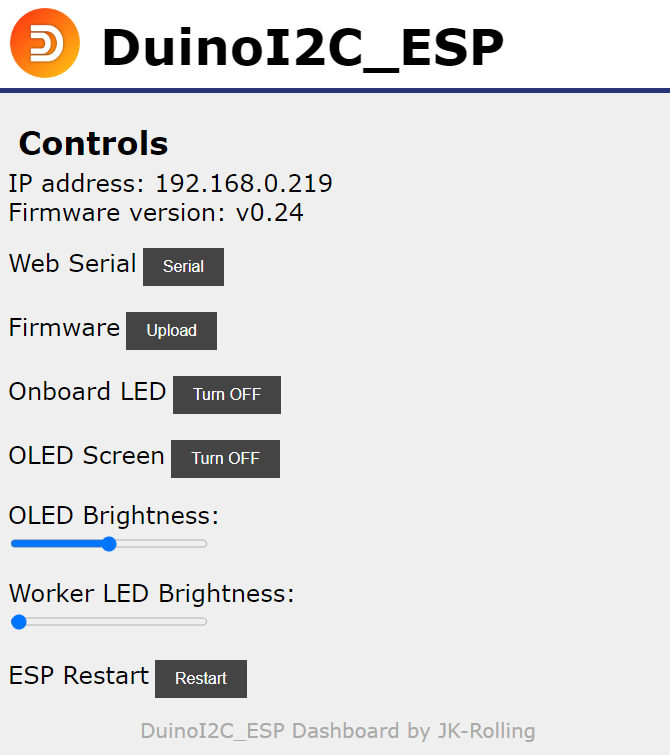 DuinoI2C_ESP
Controls
IP address: 192.168.0.219
Firmware version: v0.24
Web Serial Serial
Firmware Upload
Onboard LED Turn OFF
OLED Screen Turn OFF
OLED Brightness:
Worker LED Brightness:
ESP Restart Restart
DuinoI2C_ESP Dashboard by JK-Rolling